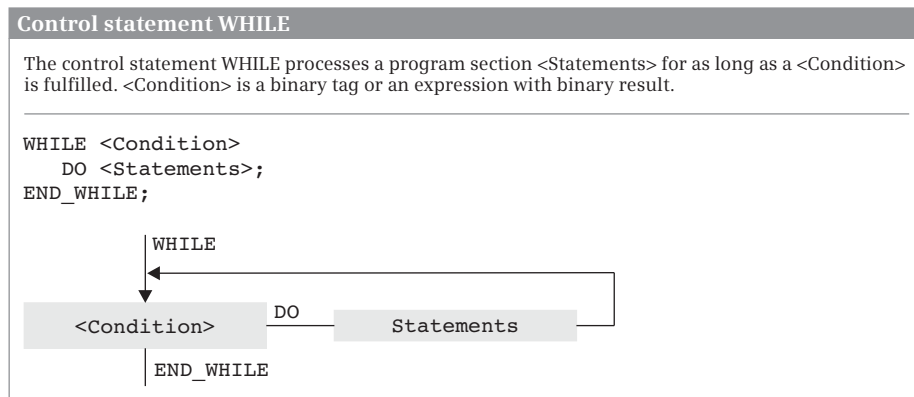 Control statement WHILE
The control statement WHILE processes a program section <Statements> for as long as a <Condition>
is fulfilled. <Condition> is a binary tag or an expression with binary result.
WHILE <Condition>
DO <Statements>;
END_WHILE;
WHILE
<Condition>
DO
Statements
END_WHILE